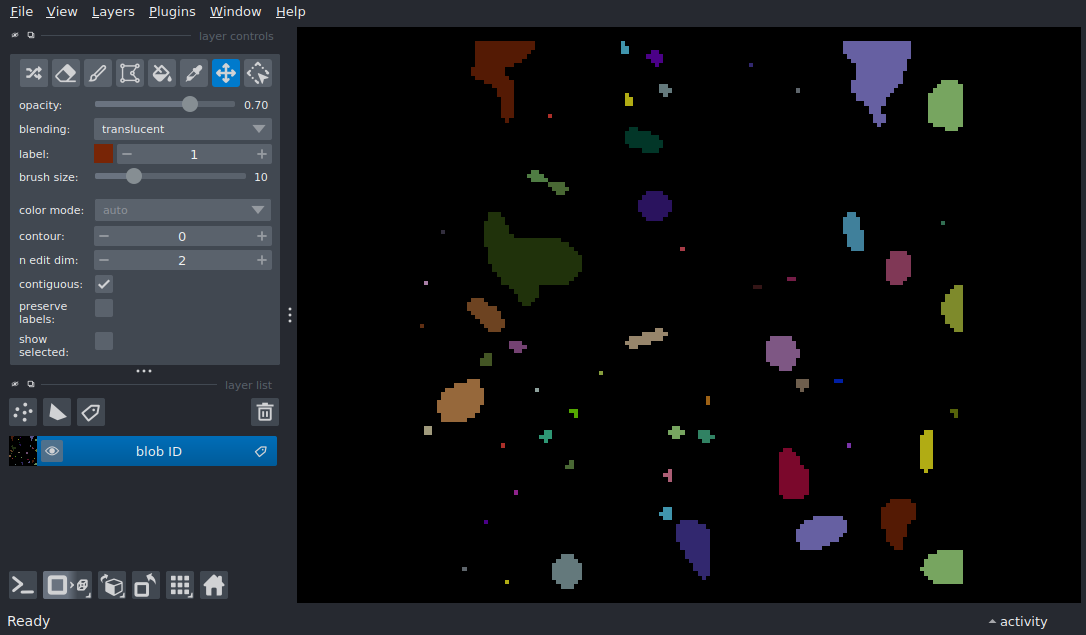 File View Layers Plugins Window Help
layer controls
opacity: 0.70
blending: translucent
label: 1
brush size: 10
color mode: auto
contour: 0
n edit dim: 2
contiguous:
preserve
labels:
show
selected:
layer list
blob ID
Ready activity